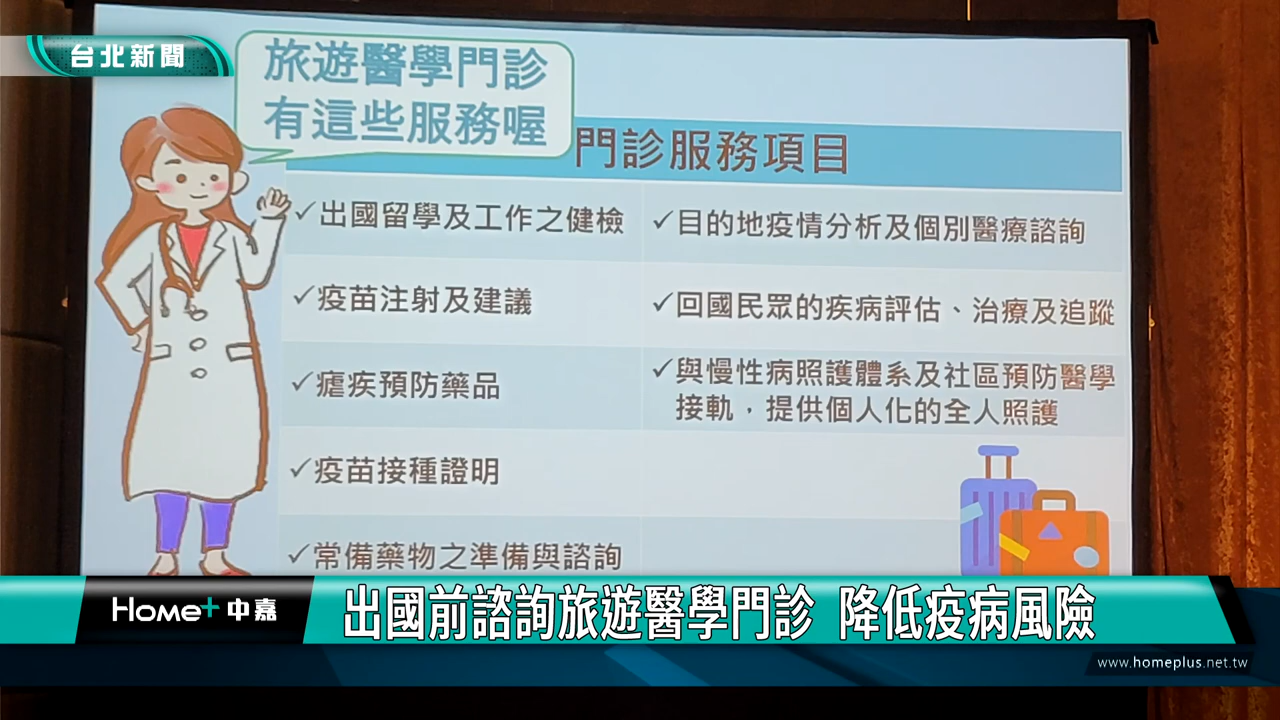 台北新聞
旅遊醫學門診
有這些服務喔
門診服務項目
✓出國留學及工作之健檢
✓目的地疫情分析及個別醫療諮詢
✓疫苗注射及建議
✓回國民眾的疾病評估、治療及追蹤
✓瘧疾預防藥品
✓與慢性病照護體系及社區預防醫學
接軌，提供個人化的全人照護
✓疫苗接種證明
✓常備藥物之準備與諮詢
Home+中嘉
出國前諮詢旅遊醫學門診 降低疫病風險
www.homeplus.net.tw